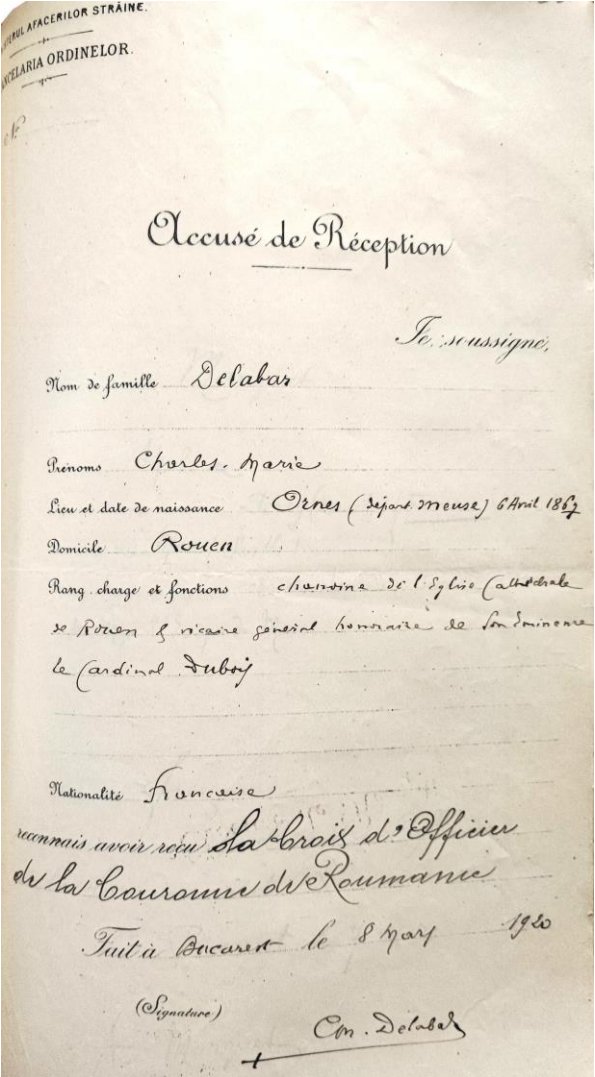 MINISTERUL AFACERILOR STRĂINE.
CANCELARIA ORDINELOR.
№
Accusé de Réception
Je, soussigné,
Nom de famille Delabar
Prénoms Charles-Marie
Lieu et date de naissance Ornes (départ. Meuse) 6 Avril 1867
Domicile Rouen
Rang, charge et fonctions chanoine de l'Eglise Cathédrale
de Rouen & vicaire général honoraire de Son Eminence
le Cardinal Dubois
Nationalité française
reconnais avoir reçu la Croix d'Officier
de la Couronne de Roumanie
Fait à Bucarest le 8 Mars 1920
(Signature)
Ch. Delabar